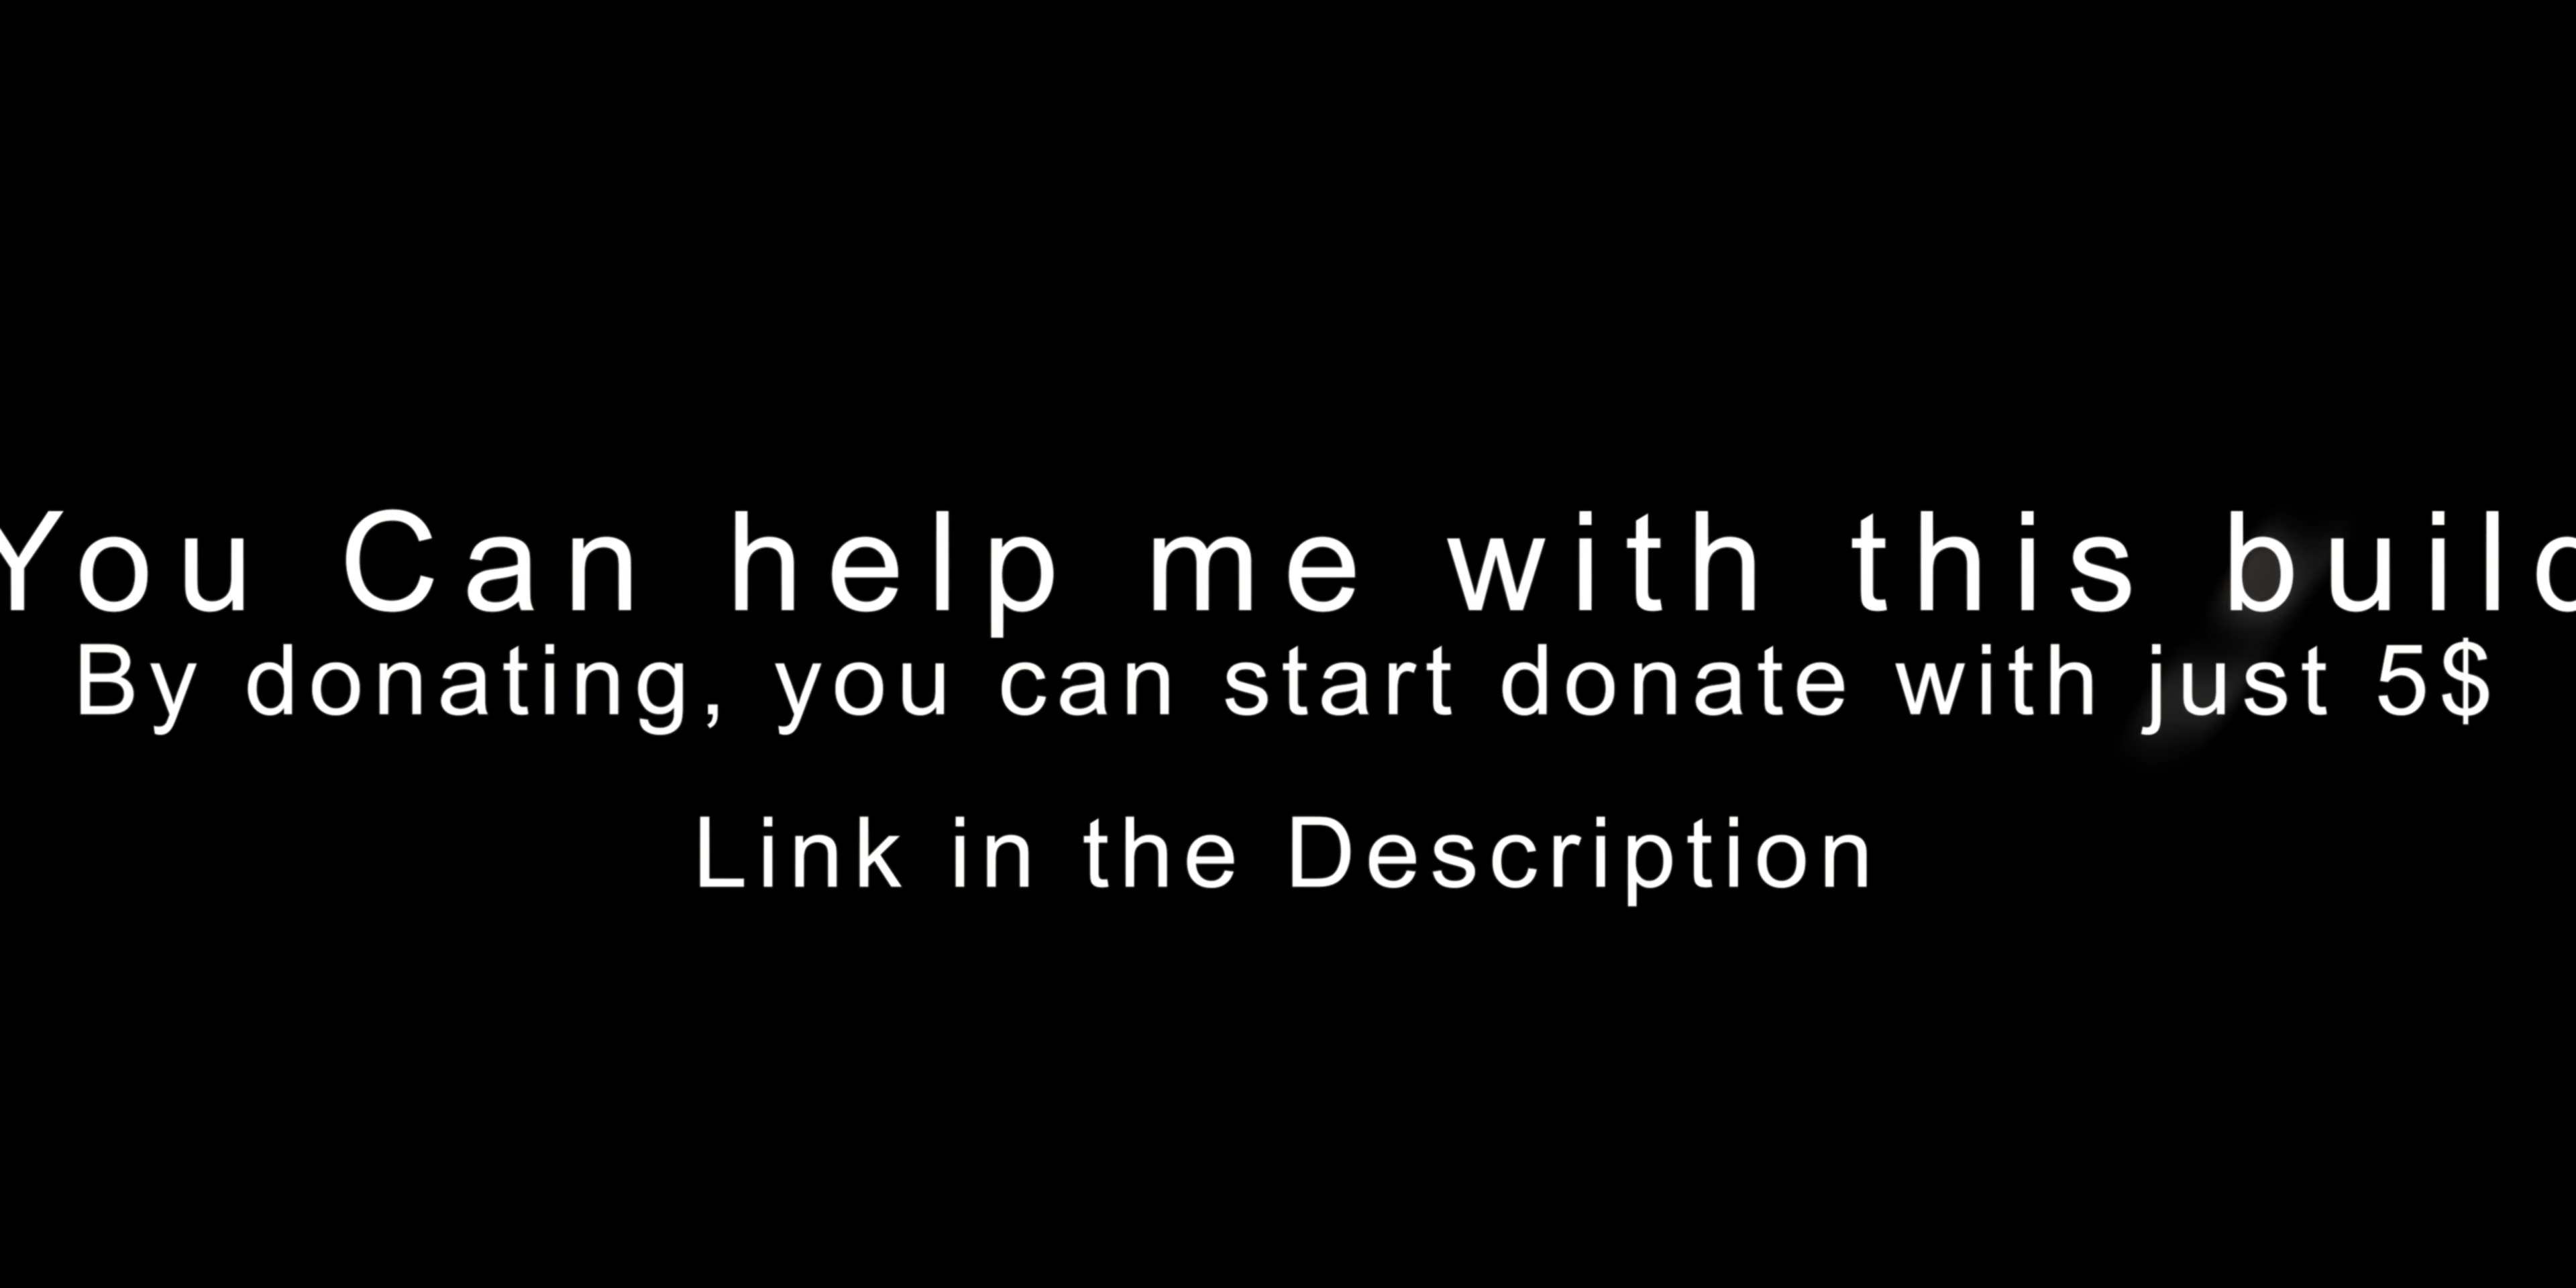 You Can help me with this build
By donating, you can start donate with just 5$
Link in the Description